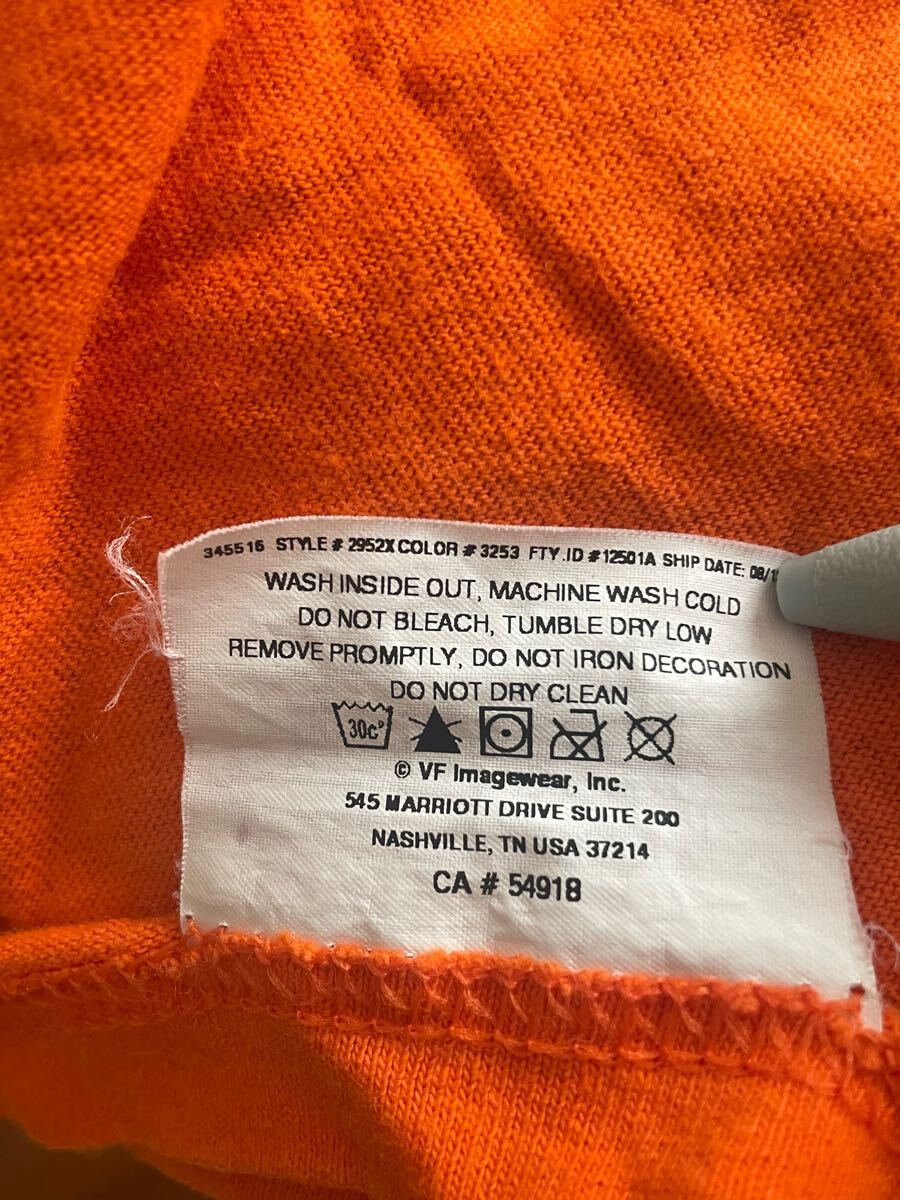 345516 STYLE # 2952X COLOR # 3253 FTY.ID #12501A SHIP DATE: 08/1
WASH INSIDE OUT, MACHINE WASH COLD
DO NOT BLEACH, TUMBLE DRY LOW
REMOVE PROMPTLY, DO NOT IRON DECORATION
DO NOT DRY CLEAN
30c°
© VF Imagewear, Inc.
545 MARRIOTT DRIVE SUITE 200
NASHVILLE, TN USA 37214
CA # 54918